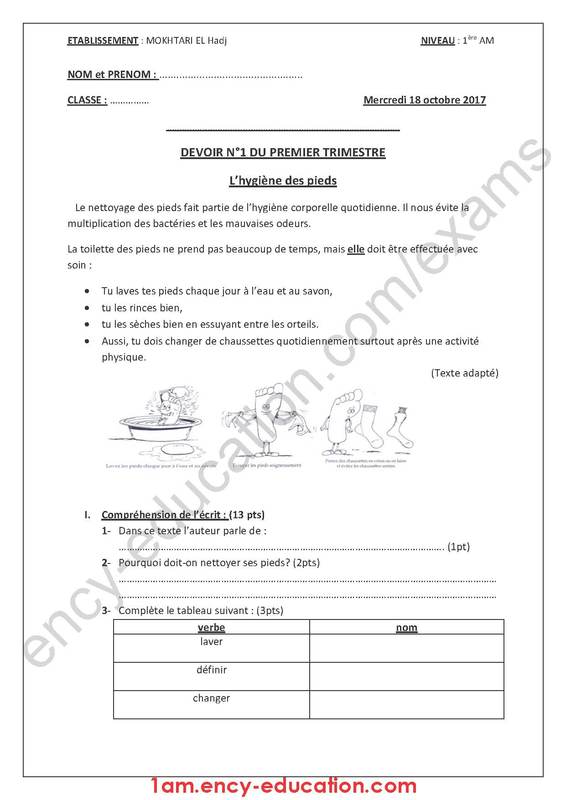 ETABLISSEMENT : MOKHTARI EL Hadj NIVEAU : 1ère AM
NOM et PRENOM : ………………………………………….
CLASSE : ………….. Mercredi 18 octobre 2017
DEVOIR N°1 DU PREMIER TRIMESTRE
L'hygiène des pieds
Le nettoyage des pieds fait partie de l'hygiène corporelle quotidienne. Il nous évite la
multiplication des bactéries et les mauvaises odeurs.
La toilette des pieds ne prend pas beaucoup de temps, mais elle doit être effectuée avec
soin :
• Tu laves tes pieds chaque jour à l'eau et au savon,
• tu les rinces bien,
• tu les sèches bien en essuyant entre les orteils.
• Aussi, tu dois changer de chaussettes quotidiennement surtout après une activité
physique.
(Texte adapté)
Lavez les pieds chaque jour à l'eau et au savon
les pieds soigneusement
Portez des chaussettes en coton ou en laine
et évitez les chaussettes serrées
I. Compréhension de l'écrit : (13 pts)
1- Dans ce texte l'auteur parle de :
…………………………………………………………………………………………………. (1pt)
2- Pourquoi doit-on nettoyer ses pieds? (2pts)
…………………………………………………………………………………………………………………
…………………………………………………………………………………………………………………
3- Complète le tableau suivant : (3pts)
verbe nom
laver
définir
changer
ency-education.com/exams
1am.ency-education.com